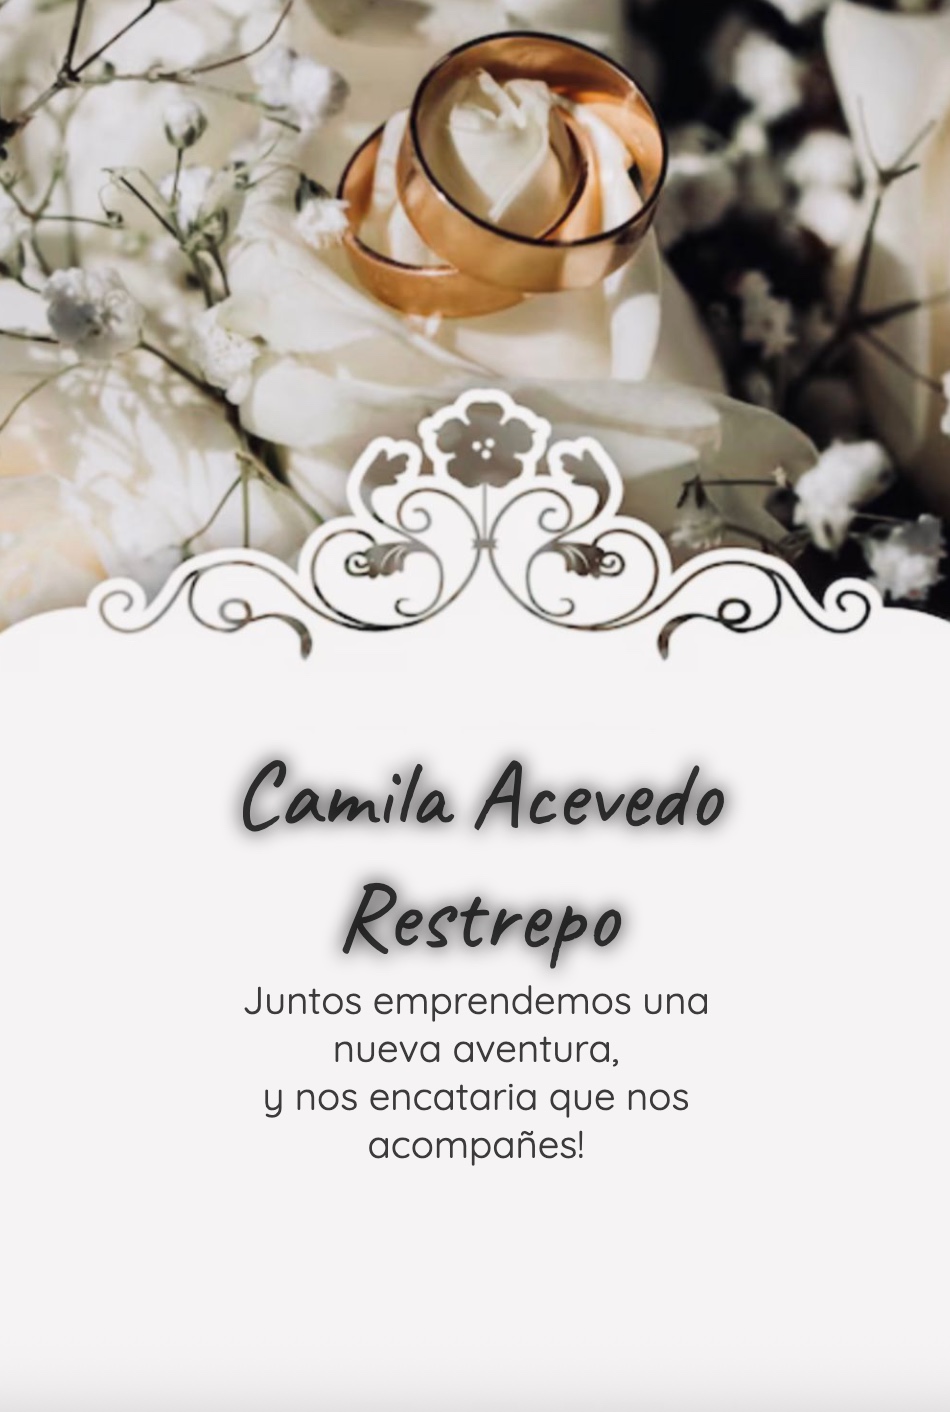 Camila Acevedo
Restrepo
Juntos emprendemos una
nueva aventura,
y nos encataria que nos
acompañes!